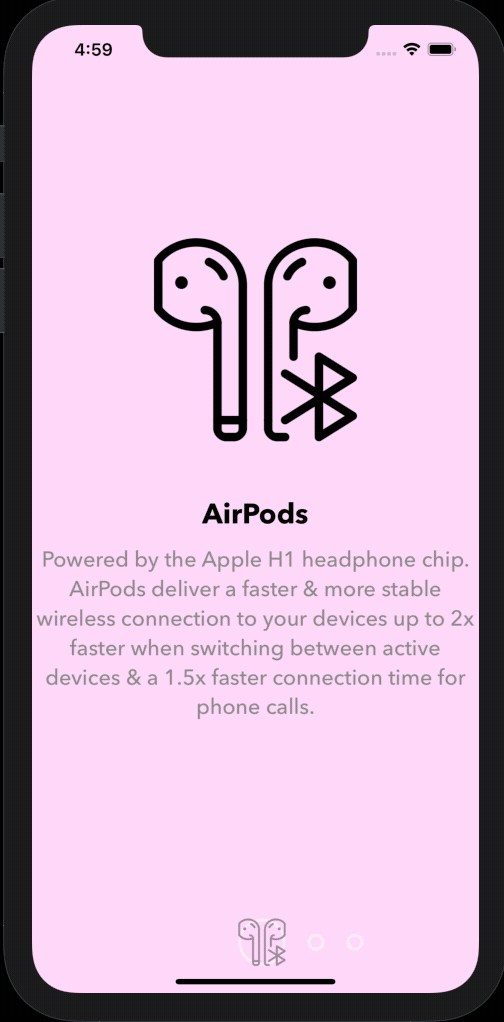 4:59
AirPods
Powered by the Apple H1 headphone chip.
AirPods deliver a faster & more stable
wireless connection to your devices up to 2x
faster when switching between active
devices & a 1.5x faster connection time for
phone calls.